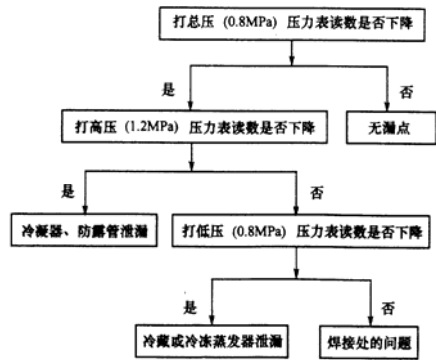 打总压 (0.8MPa) 压力表读数是否下降
是
否
打高压 (1.2MPa) 压力表读数是否下降
无漏点
是
否
冷凝器、防露管泄漏
打低压 (0.8MPa) 压力表读数是否下降
是
否
冷藏或冷冻蒸发器泄漏
焊接处的问题